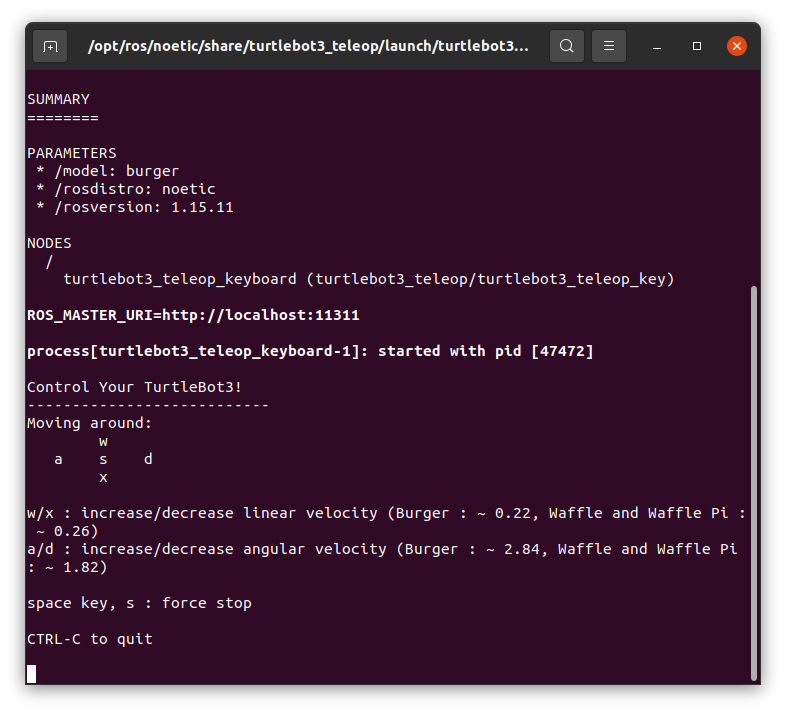 /opt/ros/noetic/share/turtlebot3_teleop/launch/turtlebot3...
SUMMARY
========
PARAMETERS
 * /model: burger
 * /rosdistro: noetic
 * /rosversion: 1.15.11
NODES
  /
    turtlebot3_teleop_keyboard (turtlebot3_teleop/turtlebot3_teleop_key)
ROS_MASTER_URI=http://localhost:11311
process[turtlebot3_teleop_keyboard-1]: started with pid [47472]
Control Your TurtleBot3!
---------------------------
Moving around:
        w
   a    s    d
        x
w/x : increase/decrease linear velocity (Burger : ~ 0.22, Waffle and Waffle Pi :
 ~ 0.26)
a/d : increase/decrease angular velocity (Burger : ~ 2.84, Waffle and Waffle Pi
: ~ 1.82)
space key, s : force stop
CTRL-C to quit